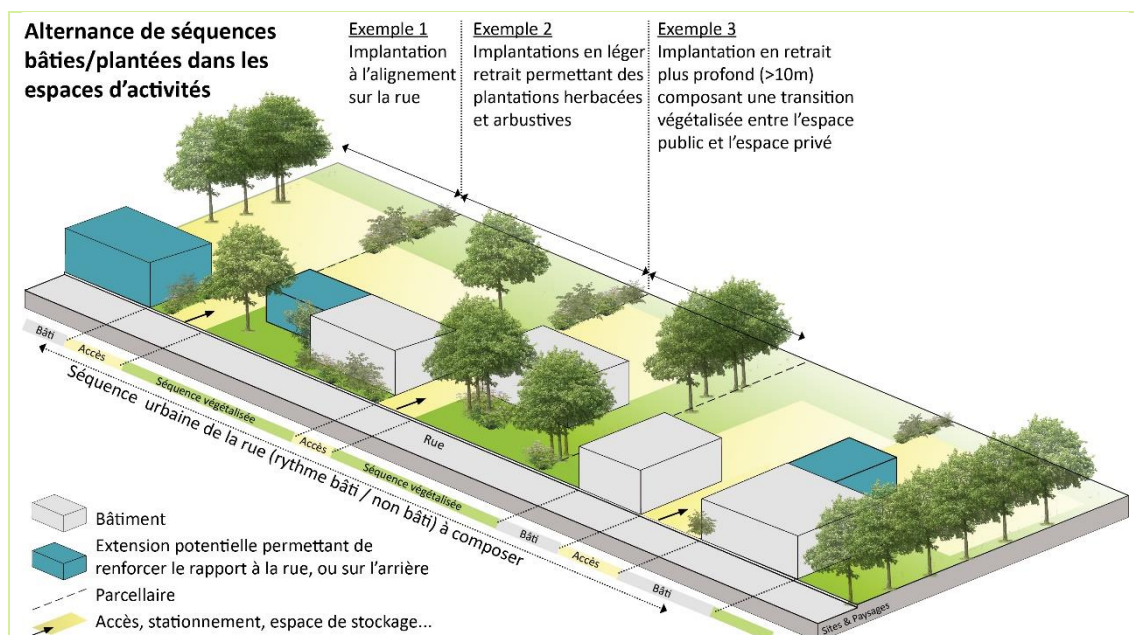 Alternance de séquences
bâties/plantées dans les
espaces d’activités
Exemple 1
Implantation
à l’alignement
sur la rue
Exemple 2
Implantations en léger
retrait permettant des
plantations herbacées
et arbustives
Exemple 3
Implantation en retrait
plus profond (>10m)
composant une transition
végétalisée entre l’espace
public et l’espace privé
Bâti
Accès
Séquence végétalisée
Accès
Séquence végétalisée
Bâti
Accès
Bâti
Rue
Séquence urbaine de la rue (rythme bâti / non bâti) à composer
Bâtiment
Extension potentielle permettant de
renforcer le rapport à la rue, ou sur l’arrière
Parcellaire
Accès, stationnement, espace de stockage...
Sites & Paysages